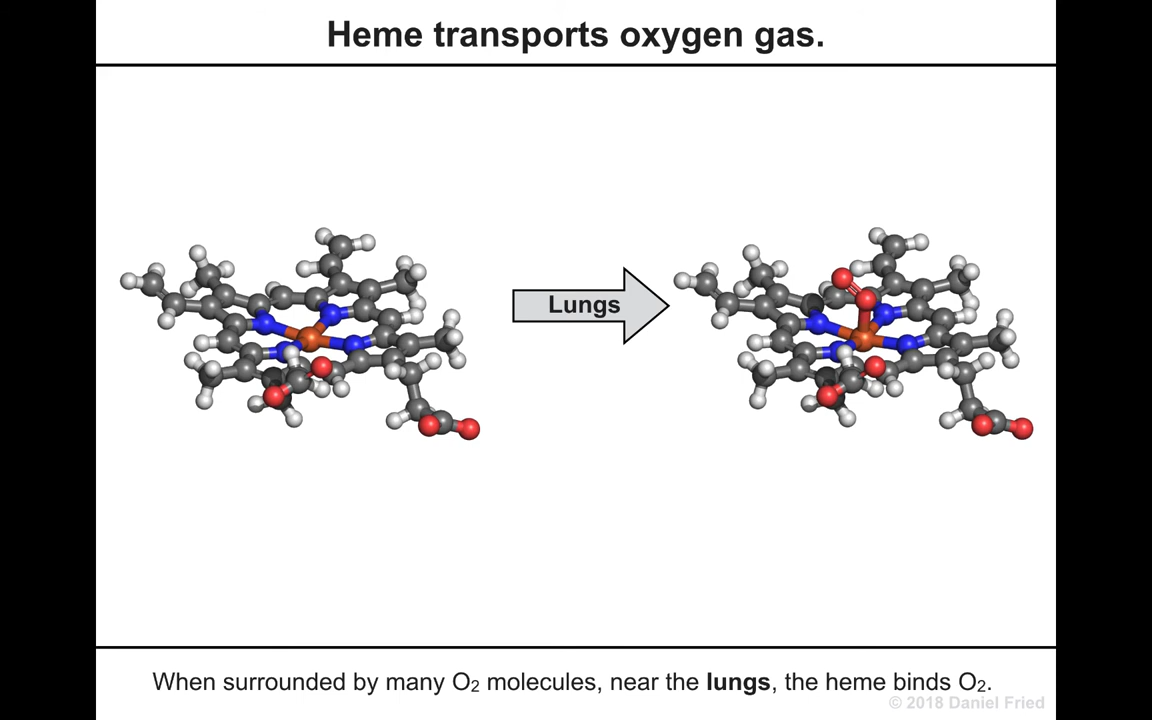 Heme transports oxygen gas.
Lungs
When surrounded by many O₂ molecules, near the lungs, the heme binds O₂.
© 2018 Daniel Fried